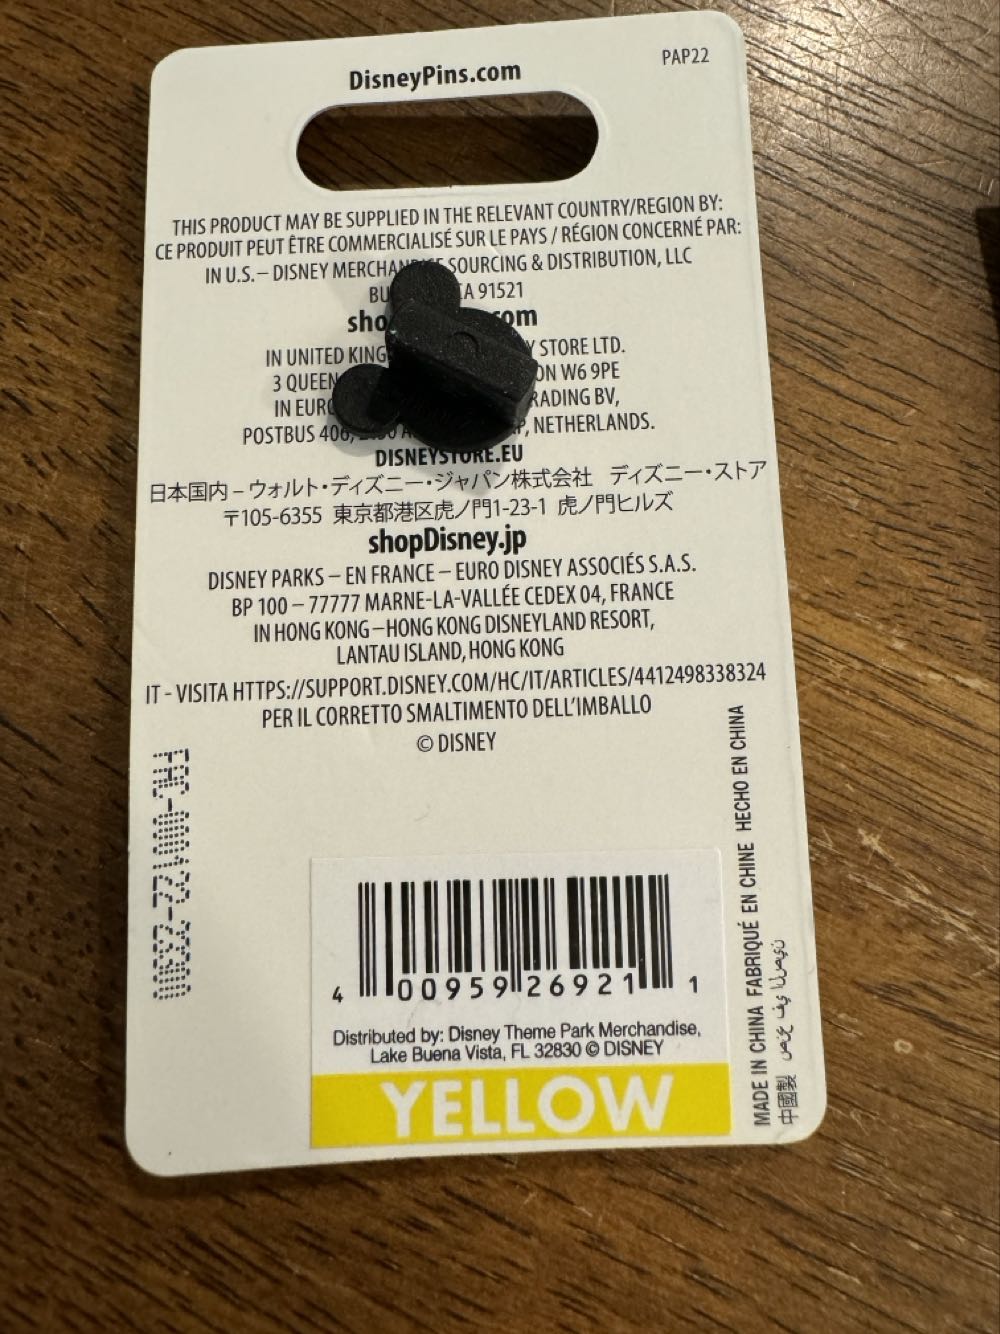 DisneyPins.com
PAP22
THIS PRODUCT MAY BE SUPPLIED IN THE RELEVANT COUNTRY/REGION BY:
CE PRODUIT PEUT ÊTRE COMMERCIALISÉ SUR LE PAYS / RÉGION CONCERNÉ PAR:
IN U.S. – DISNEY SOURCING & DISTRIBUTION, LLC
CA 91521
IN UNITED STORE LTD.
3 QUEEN W6 9PE
IN BV,
POSTBUS 406, NETHERLANDS.
DISNEYSTORE.EU
日本国内 – ウォルト・ディズニー・ジャパン株式会社 ディズニー・ストア
〒105-6355 東京都港区虎ノ門1-23-1 虎ノ門ヒルズ
shopDisney.jp
DISNEY PARKS – EN FRANCE – EURO DISNEY ASSOCIÉS S.A.S.
BP 100 – 77777 MARNE-LA-VALLÉE CEDEX 04, FRANCE
IN HONG KONG – HONG KONG DISNEYLAND RESORT,
LANTAU ISLAND, HONG KONG
IT - VISITA HTTPS://SUPPORT.DISNEY.COM/HC/IT/ARTICLES/4412498338324
PER IL CORRETTO SMALTIMENTO DELL'IMBALLO
© DISNEY
4 00959 26921 1
Distributed by: Disney Theme Park Merchandise,
Lake Buena Vista, FL 32830 © DISNEY
YELLOW
MADE IN CHINA FABRIQUÉ EN CHINE HECHO EN CHINA
中國製 صنع في الصين